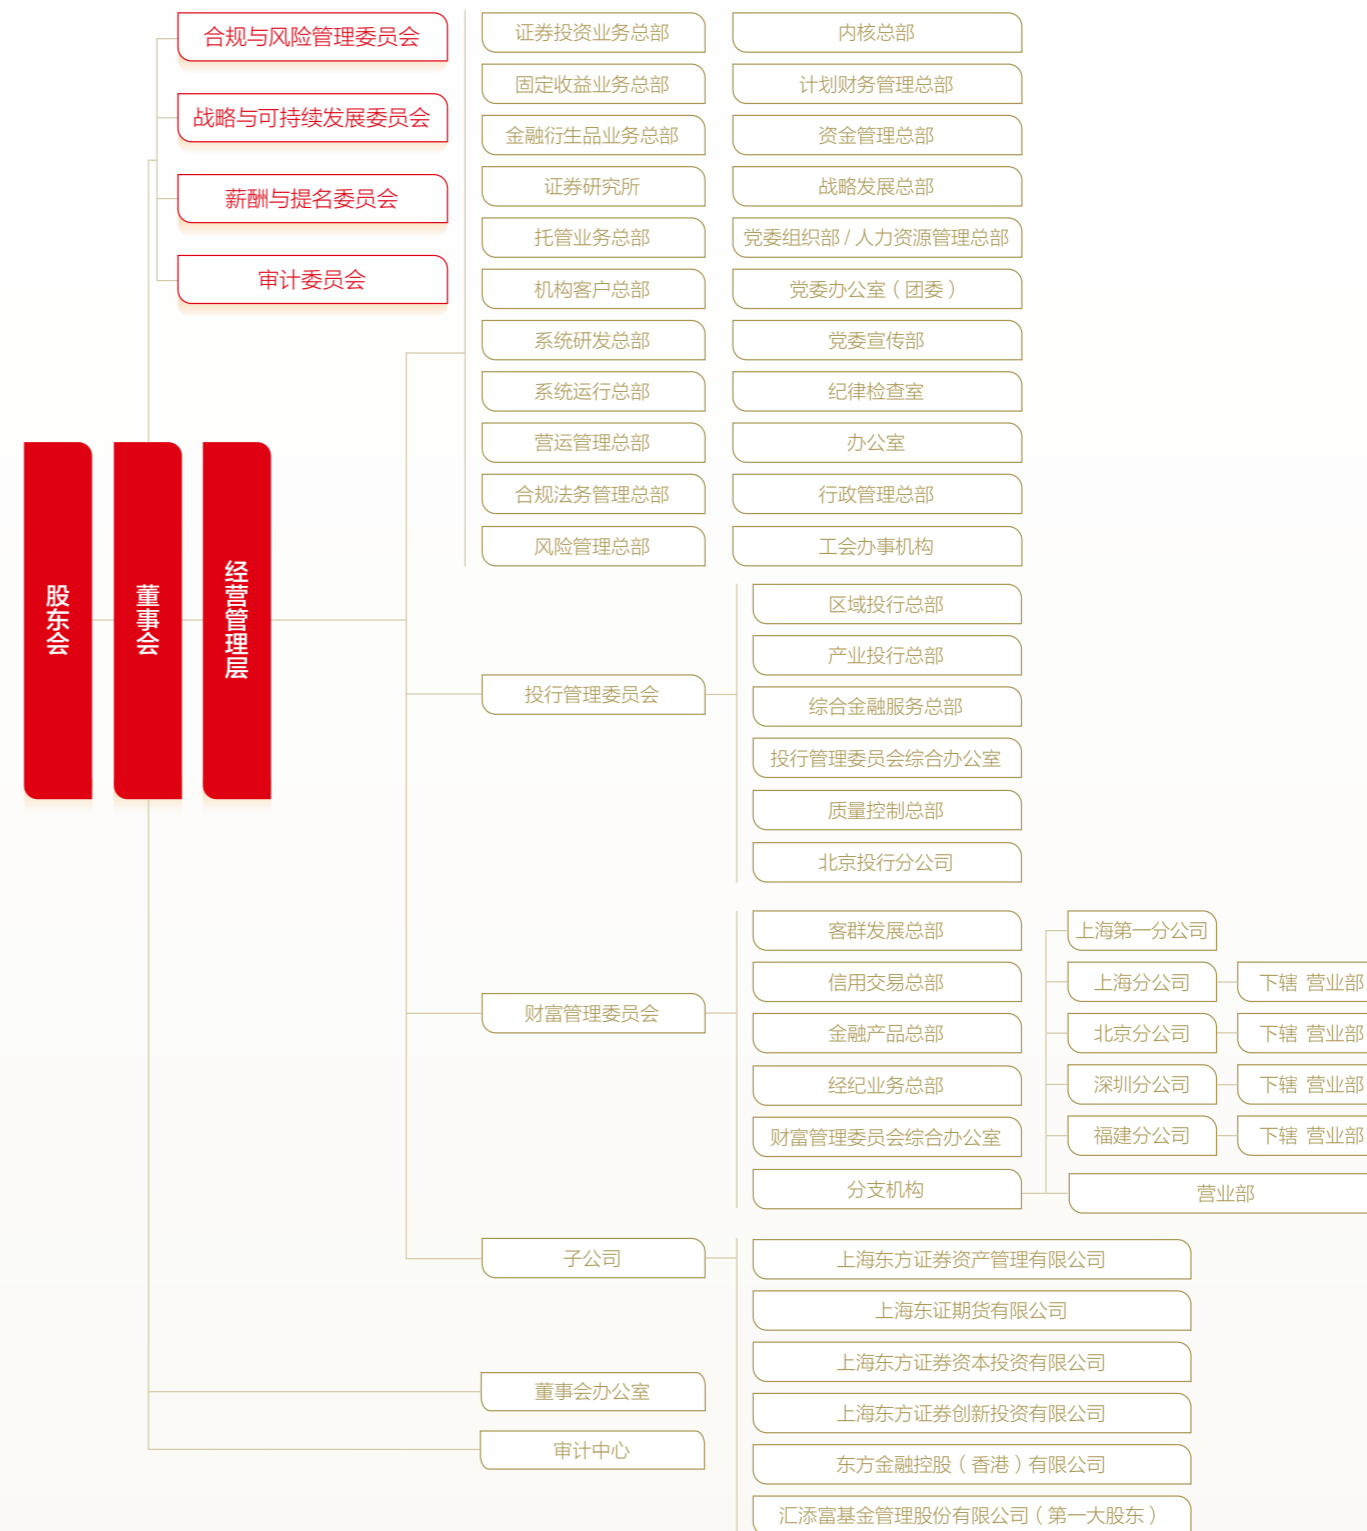 合规与风险管理委员会
战略与可持续发展委员会
薪酬与提名委员会
审计委员会
股东会
董事会
经营管理层
证券投资业务总部
固定收益业务总部
金融衍生品业务总部
证券研究所
托管业务总部
机构客户总部
系统研发总部
系统运行总部
营运管理总部
合规法务管理总部
风险管理总部
内核总部
计划财务管理总部
资金管理总部
战略发展总部
党委组织部 / 人力资源管理总部
党委办公室（团委）
党委宣传部
纪律检查室
办公室
行政管理总部
工会办事机构
投行管理委员会
区域投行总部
产业投行总部
综合金融服务总部
投行管理委员会综合办公室
质量控制总部
北京投行分公司
财富管理委员会
客群发展总部
信用交易总部
金融产品总部
经纪业务总部
财富管理委员会综合办公室
分支机构
上海第一分公司
上海分公司
下辖 营业部
北京分公司
下辖 营业部
深圳分公司
下辖 营业部
福建分公司
下辖 营业部
营业部
子公司
上海东方证券资产管理有限公司
上海东证期货有限公司
上海东方证券资本投资有限公司
上海东方证券创新投资有限公司
东方金融控股（香港）有限公司
汇添富基金管理股份有限公司（第一大股东）
董事会办公室
审计中心